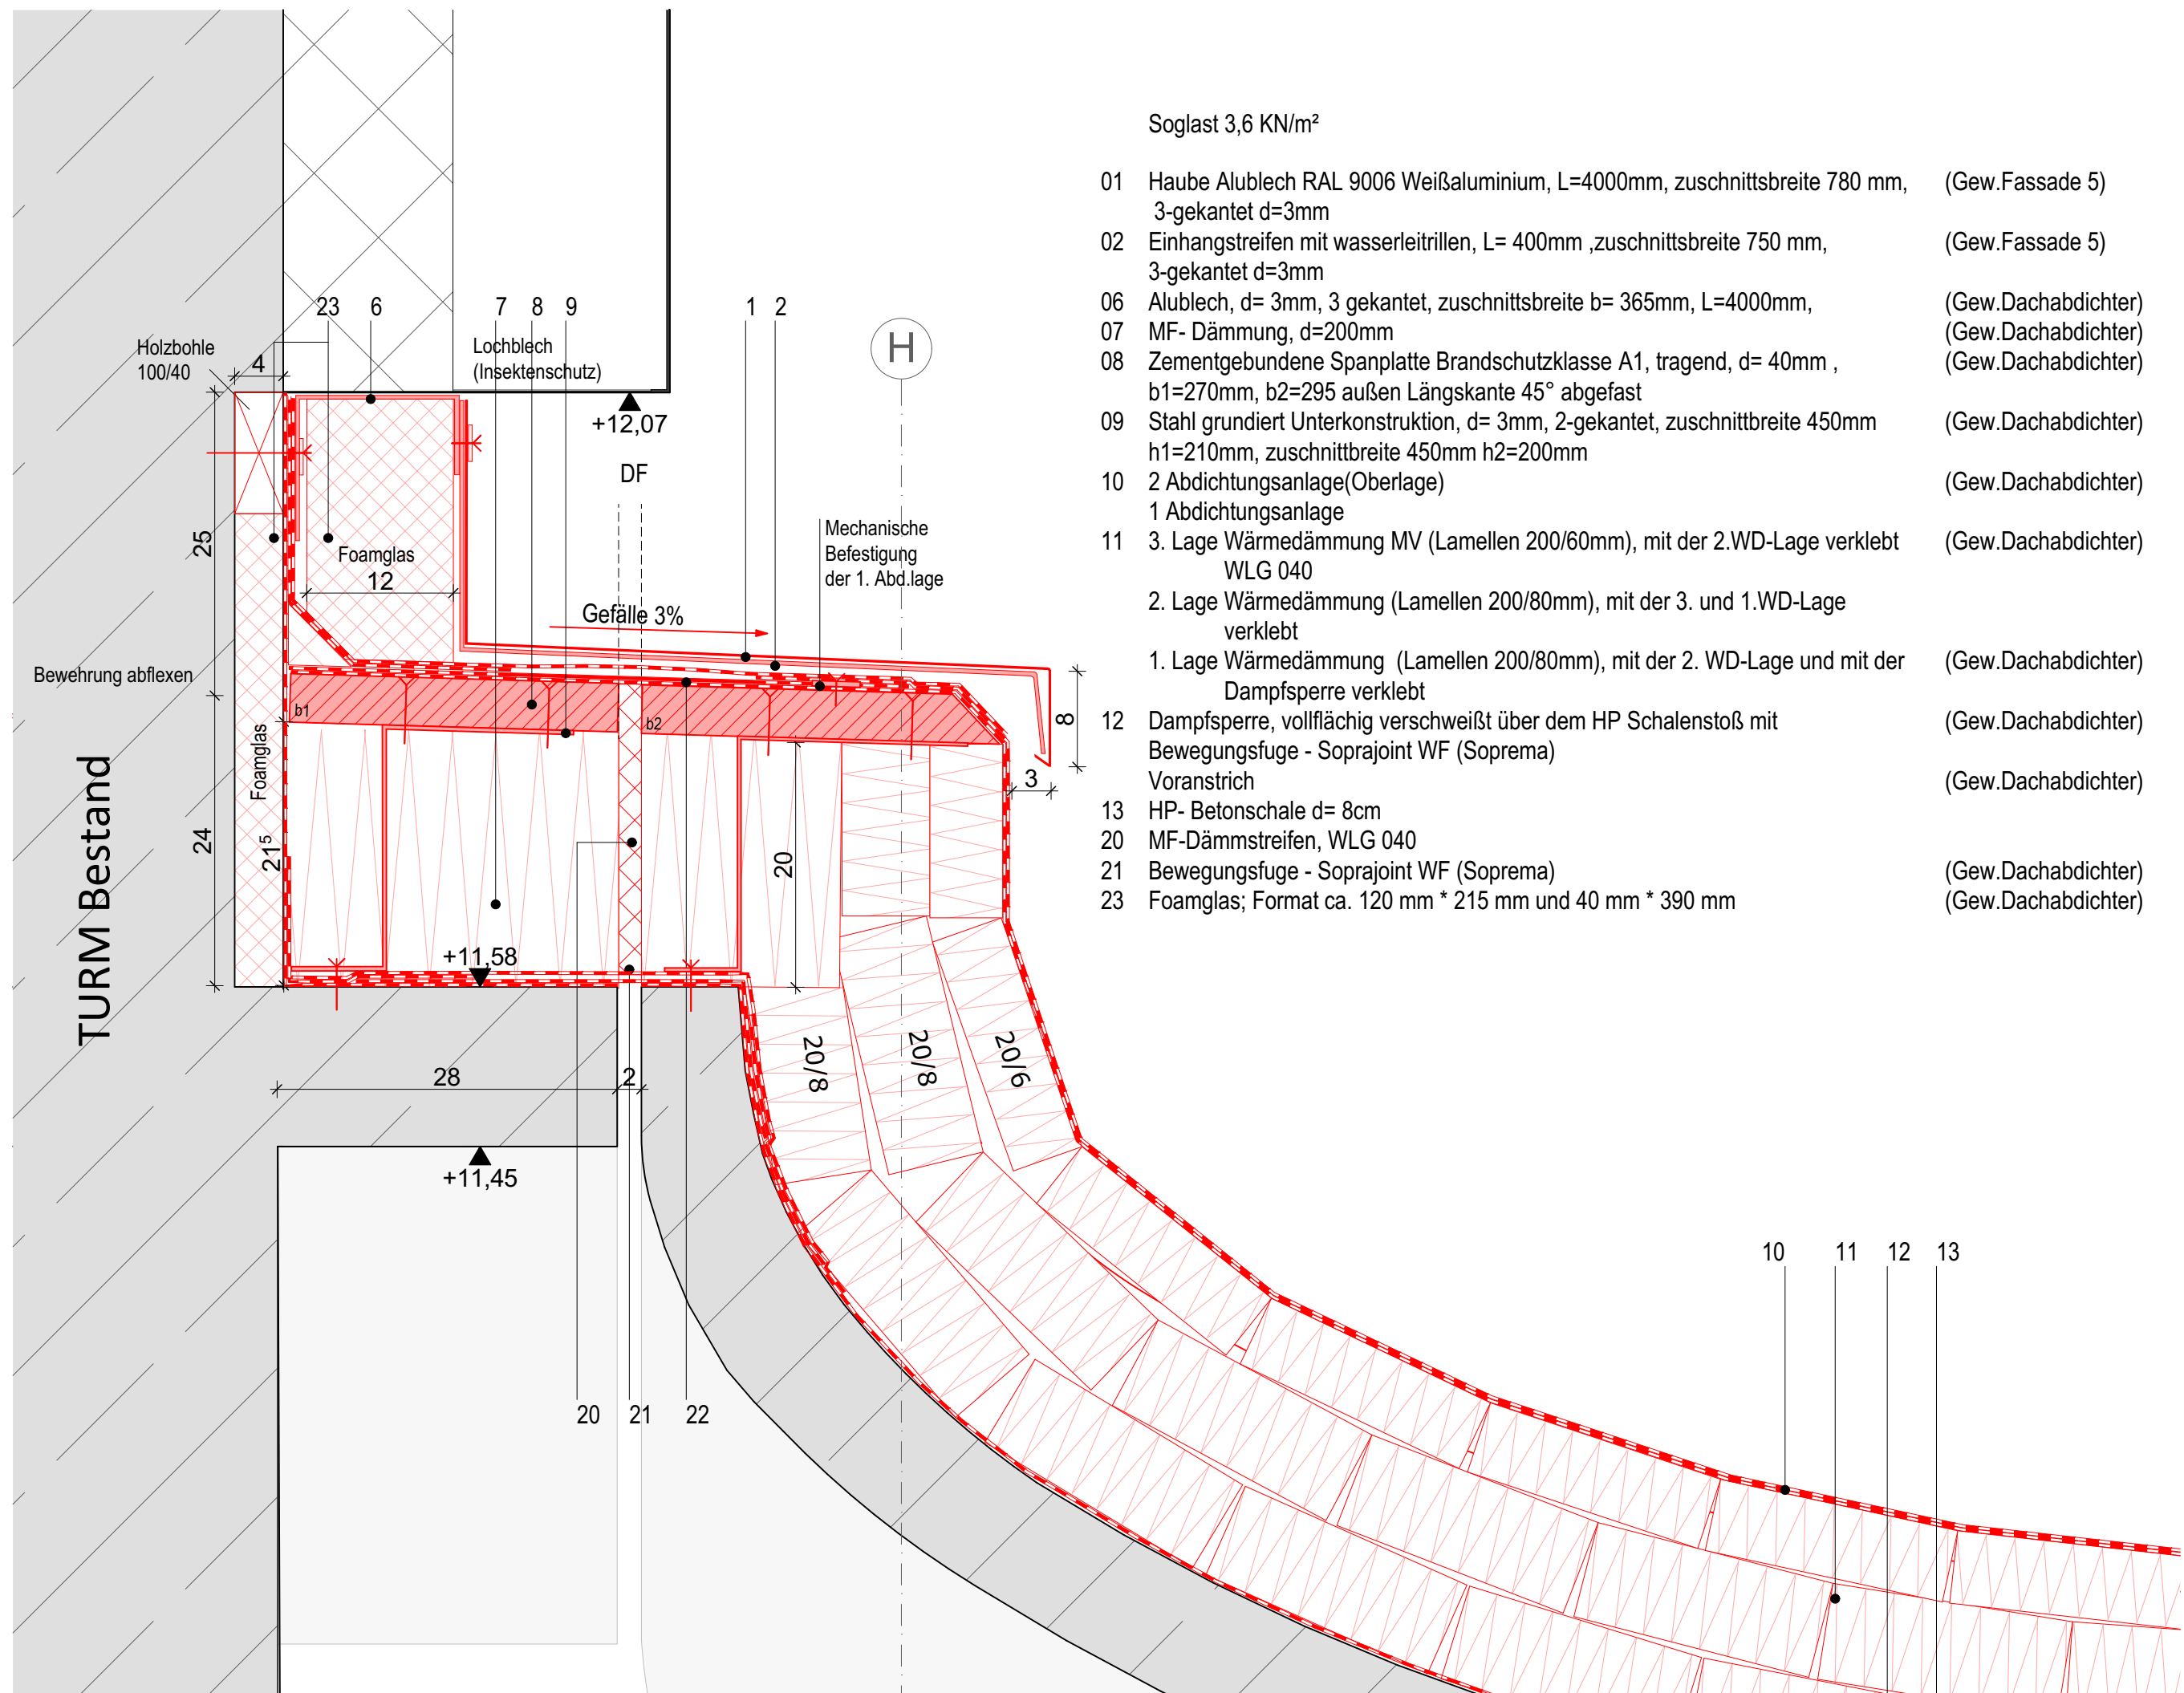 Soglast 3,6 KN/m²
01 Haube Alublech RAL 9006 Weißaluminium, L=4000mm, zuschnittsbreite 780 mm, (Gew.Fassade 5)
3-gekantet d=3mm
02 Einhangstreifen mit wasserleitrillen, L= 400mm ,zuschnittsbreite 750 mm, (Gew.Fassade 5)
3-gekantet d=3mm
06 Alublech, d= 3mm, 3 gekantet, zuschnittsbreite b= 365mm, L=4000mm, (Gew.Dachabdichter)
07 MF- Dämmung, d=200mm (Gew.Dachabdichter)
08 Zementgebundene Spanplatte Brandschutzklasse A1, tragend, d= 40mm , (Gew.Dachabdichter)
b1=270mm, b2=295 außen Längskante 45° abgefast
09 Stahl grundiert Unterkonstruktion, d= 3mm, 2-gekantet, zuschnittbreite 450mm (Gew.Dachabdichter)
h1=210mm, zuschnittbreite 450mm h2=200mm
10 2 Abdichtungsanlage(Oberlage) (Gew.Dachabdichter)
1 Abdichtungsanlage
11 3. Lage Wärmedämmung MV (Lamellen 200/60mm), mit der 2.WD-Lage verklebt (Gew.Dachabdichter)
WLG 040
2. Lage Wärmedämmung (Lamellen 200/80mm), mit der 3. und 1.WD-Lage
verklebt
1. Lage Wärmedämmung (Lamellen 200/80mm), mit der 2. WD-Lage und mit der (Gew.Dachabdichter)
Dampfsperre verklebt
12 Dampfsperre, vollflächig verschweißt über dem HP Schalenstoß mit (Gew.Dachabdichter)
Bewegungsfuge - Soprajoint WF (Soprema)
Voranstrich (Gew.Dachabdichter)
13 HP- Betonschale d= 8cm
20 MF-Dämmstreifen, WLG 040
21 Bewegungsfuge - Soprajoint WF (Soprema) (Gew.Dachabdichter)
23 Foamglas; Format ca. 120 mm * 215 mm und 40 mm * 390 mm (Gew.Dachabdichter)
23 6 7 8 9 1 2
Holzbohle
100/40
4
Lochblech
(Insektenschutz)
H
+12,07
DF
25
Foamglas
12
Mechanische
Befestigung
der 1. Abd.lage
Gefälle 3%
Bewehrung abflexen
b1
b2
8
3
Foamglas
24
21⁵
20
TURM Bestand
+11,58
20/8
20/8
20/6
28
2
+11,45
10 11 12 13
20 21 22